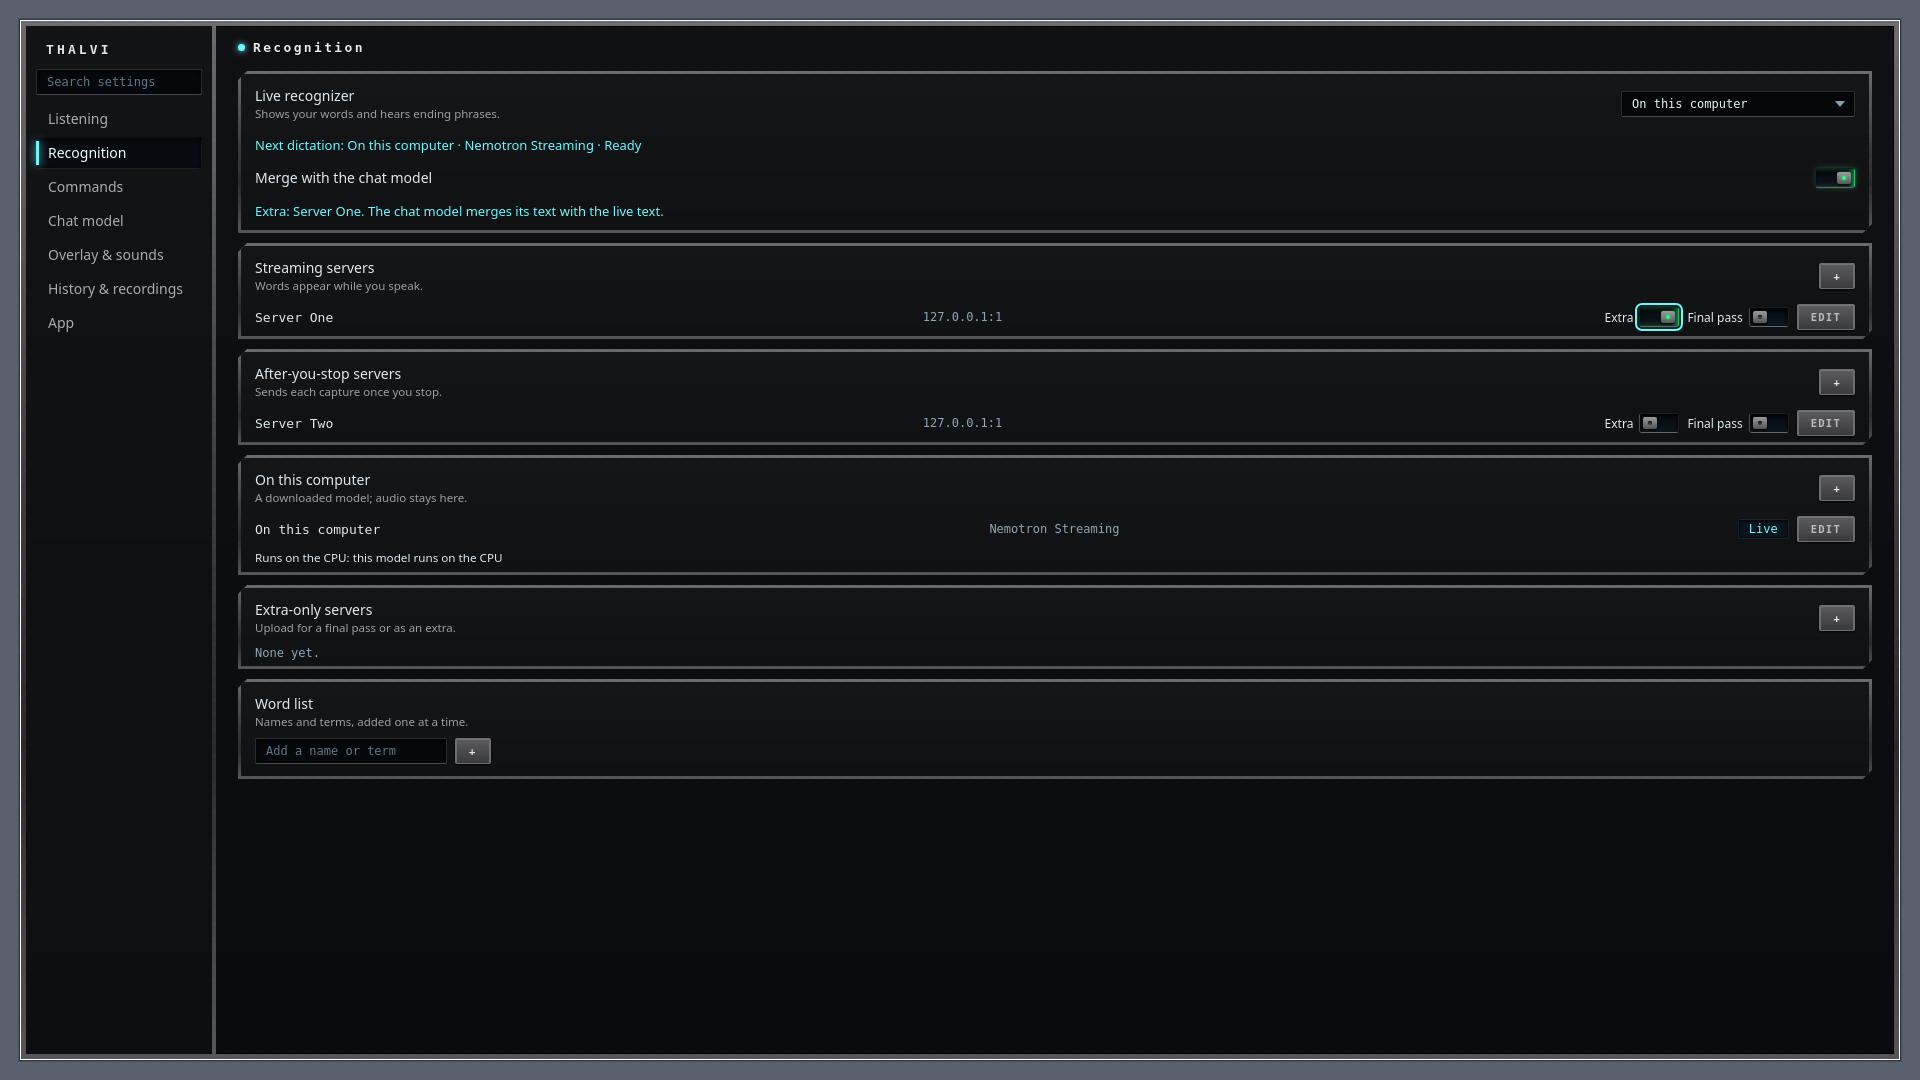 THALVI
Search settings
Listening
Recognition
Commands
Chat model
Overlay & sounds
History & recordings
App
Recognition
Live recognizer
Shows your words and hears ending phrases.
On this computer
Next dictation: On this computer · Nemotron Streaming · Ready
Merge with the chat model
Extra: Server One. The chat model merges its text with the live text.
Streaming servers
Words appear while you speak.
+
Server One 127.0.0.1:1 Extra Final pass EDIT
After-you-stop servers
Sends each capture once you stop.
+
Server Two 127.0.0.1:1 Extra Final pass EDIT
On this computer
A downloaded model; audio stays here.
+
On this computer Nemotron Streaming Live EDIT
Runs on the CPU: this model runs on the CPU
Extra-only servers
Upload for a final pass or as an extra.
+
None yet.
Word list
Names and terms, added one at a time.
Add a name or term +